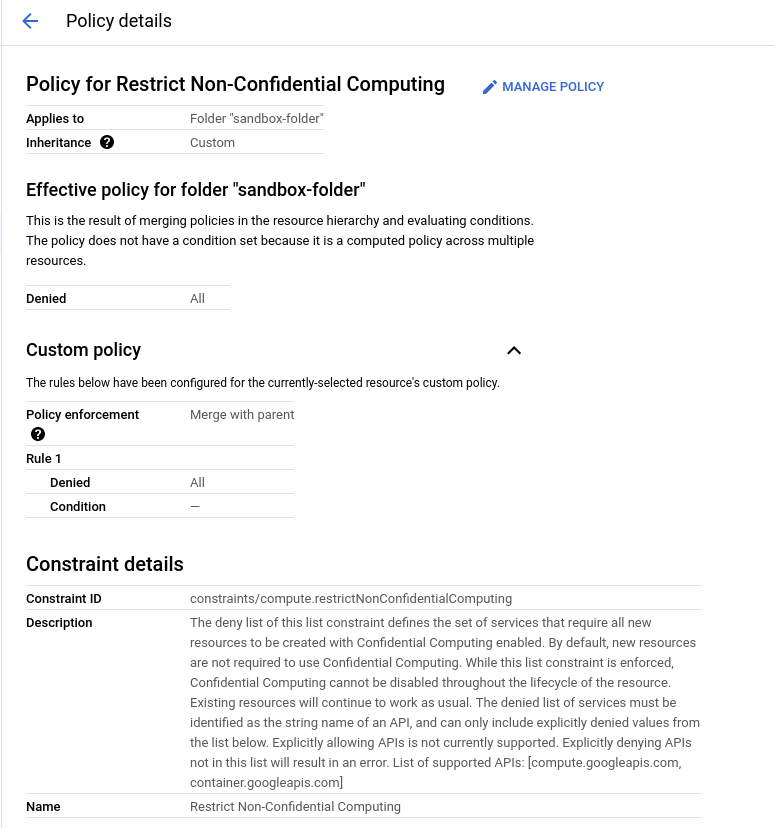 Policy details
Policy for Restrict Non-Confidential Computing
MANAGE POLICY
Applies to Folder "sandbox-folder"
Inheritance ? Custom
Effective policy for folder "sandbox-folder"
This is the result of merging policies in the resource hierarchy and evaluating conditions.
The policy does not have a condition set because it is a computed policy across multiple
resources.
Denied All
Custom policy
The rules below have been configured for the currently-selected resource's custom policy.
Policy enforcement Merge with parent
?
Rule 1
Denied All
Condition —
Constraint details
Constraint ID constraints/compute.restrictNonConfidentialComputing
Description The deny list of this list constraint defines the set of services that require all new
resources to be created with Confidential Computing enabled. By default, new resources
are not required to use Confidential Computing. While this list constraint is enforced,
Confidential Computing cannot be disabled throughout the lifecycle of the resource.
Existing resources will continue to work as usual. The denied list of services must be
identified as the string name of an API, and can only include explicitly denied values from
the list below. Explicitly allowing APIs is not currently supported. Explicitly denying APIs
not in this list will result in an error. List of supported APIs: [compute.googleapis.com,
container.googleapis.com]
Name Restrict Non-Confidential Computing